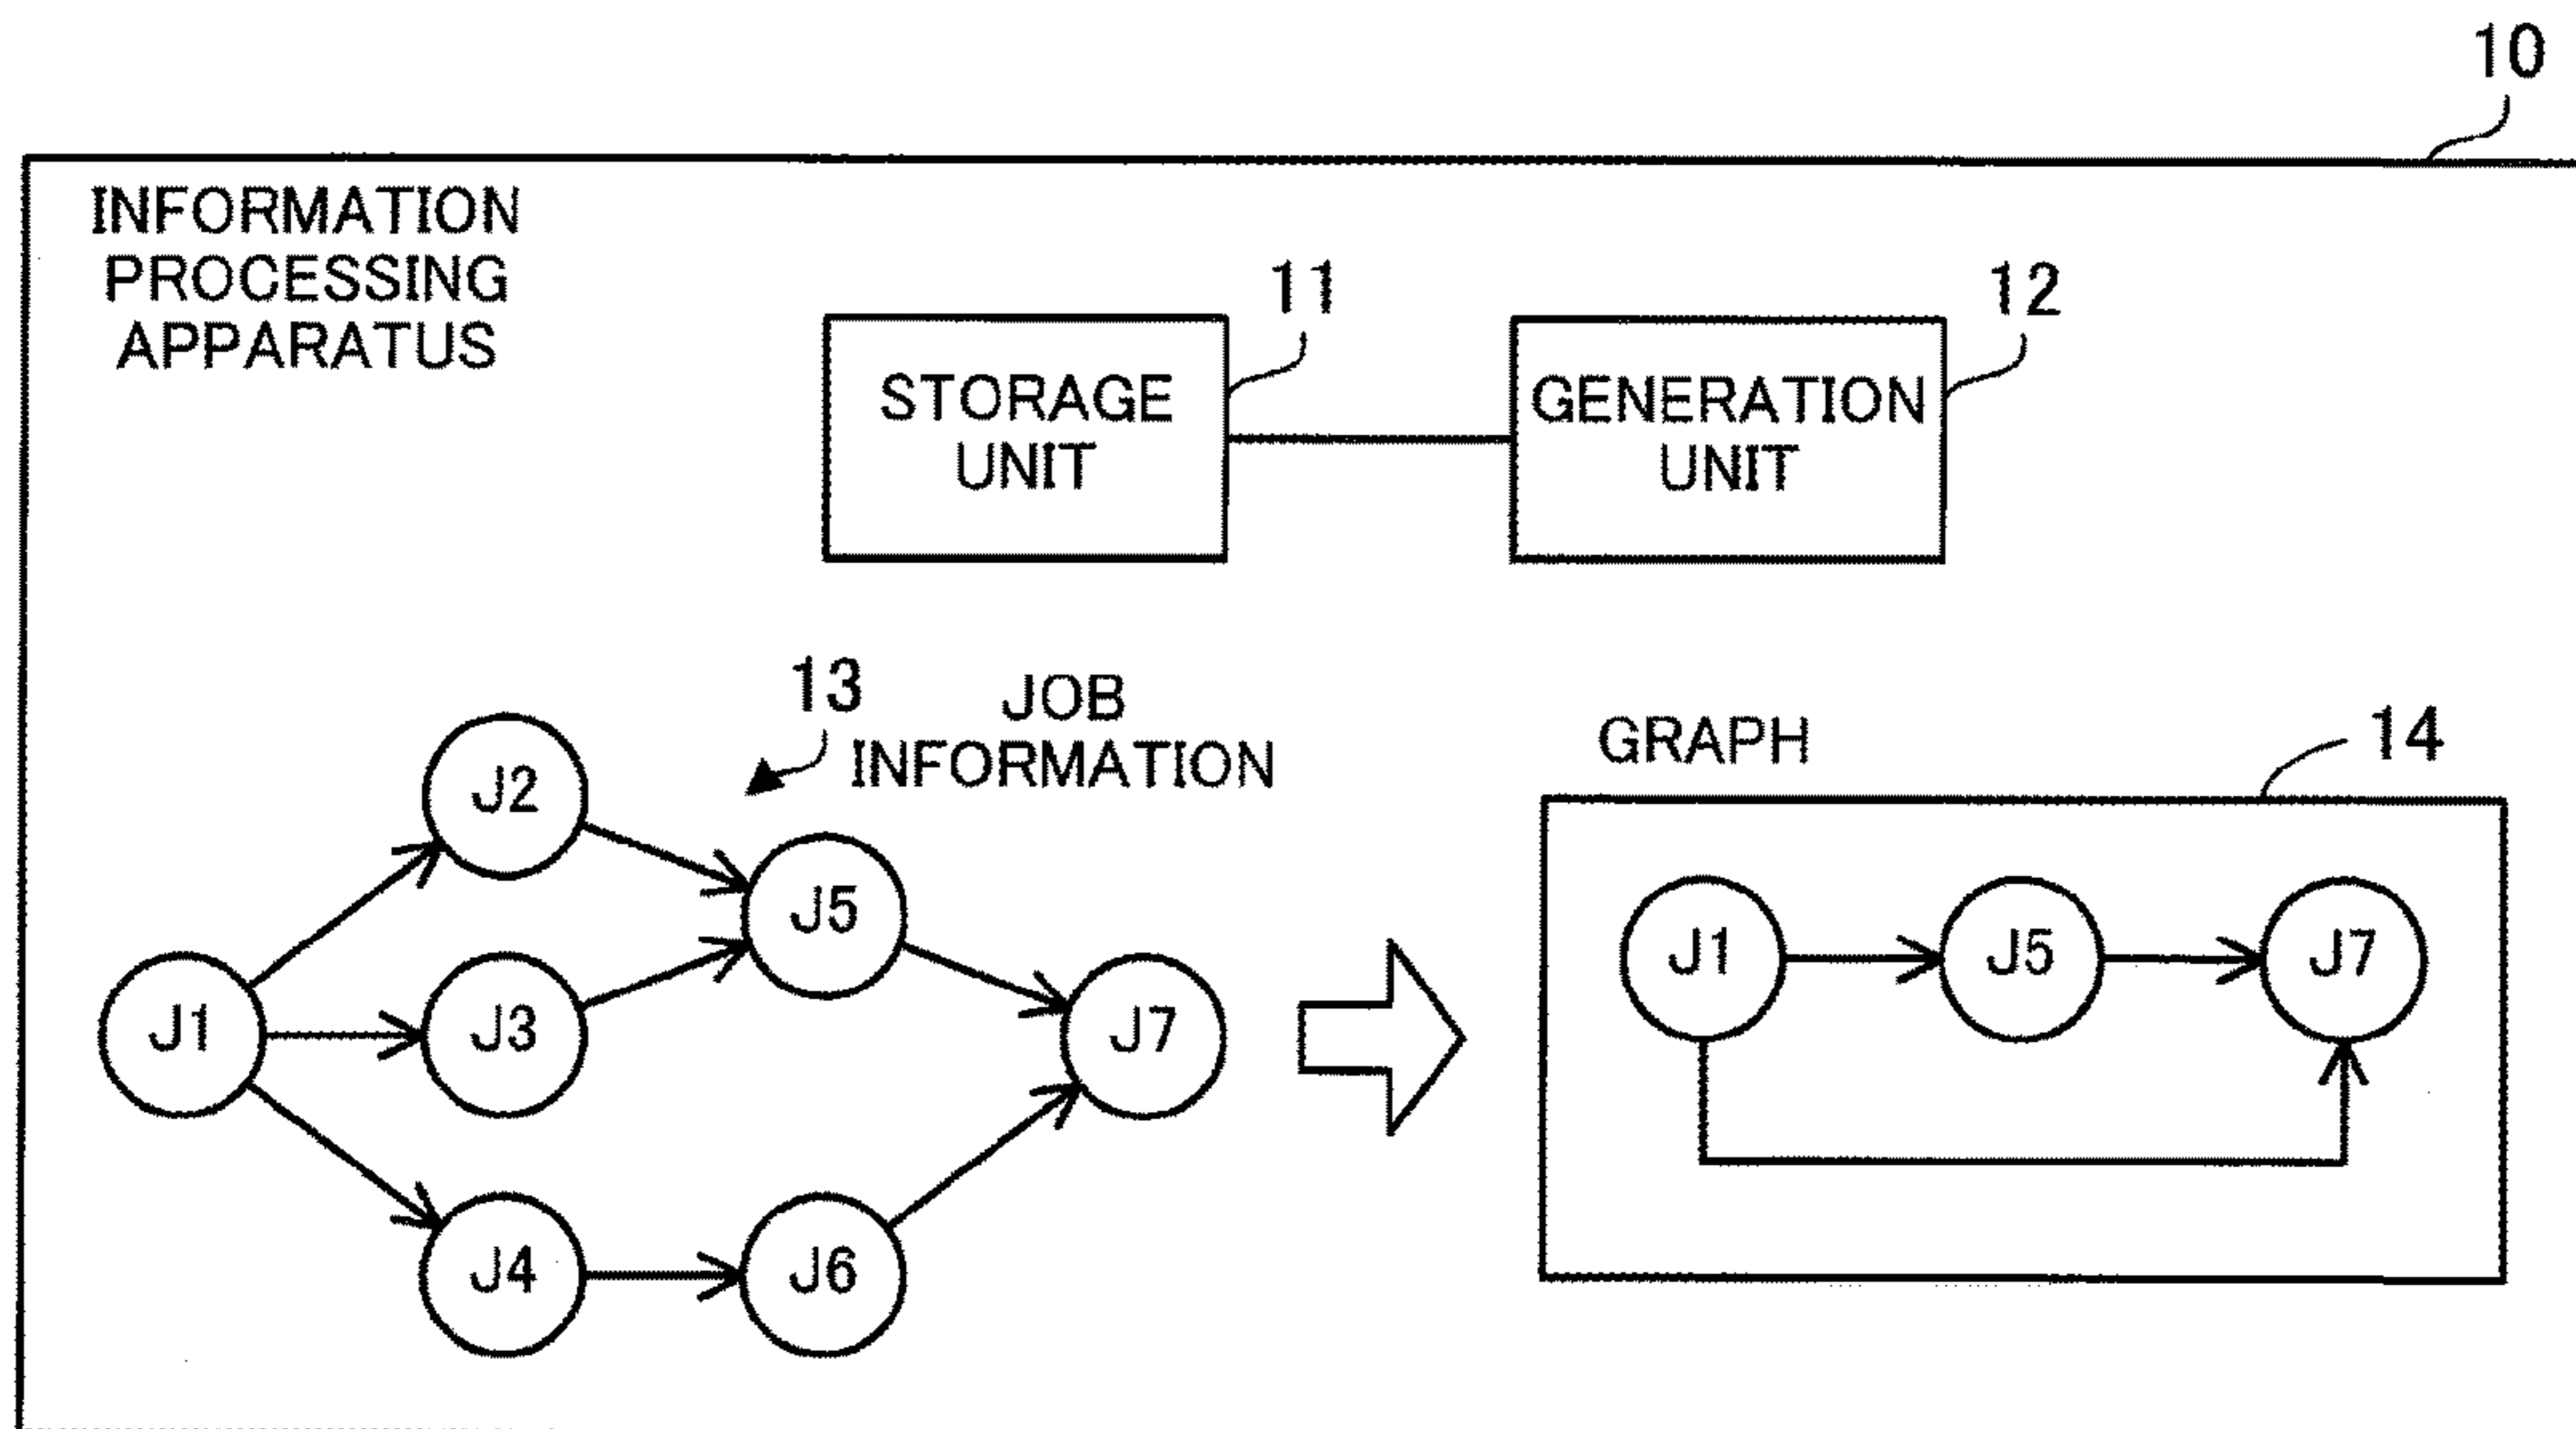 10
INFORMATION
PROCESSING
APPARATUS
11
12
STORAGE
UNIT
GENERATION
UNIT
13
JOB
INFORMATION
GRAPH
14
J2
J5
J1
J3
J7
J4
J6
J1
J5
J7